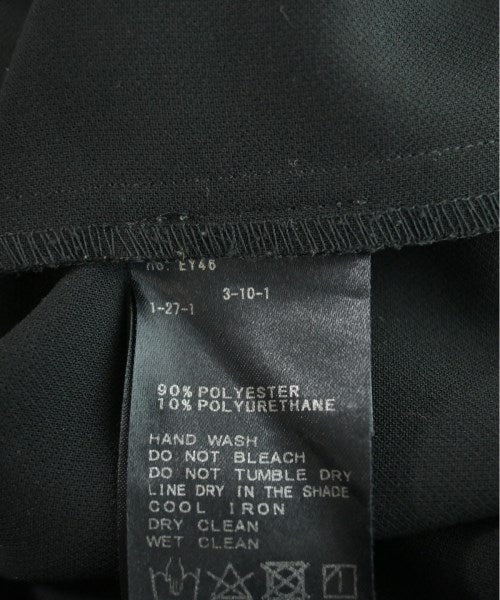 no. EY46
3-10-1
1-27-1
90% POLYESTER
10% POLYURETHANE
HAND WASH
DO NOT BLEACH
DO NOT TUMBLE DRY
LINE DRY IN THE SHADE
COOL IRON
DRY CLEAN
WET CLEAN